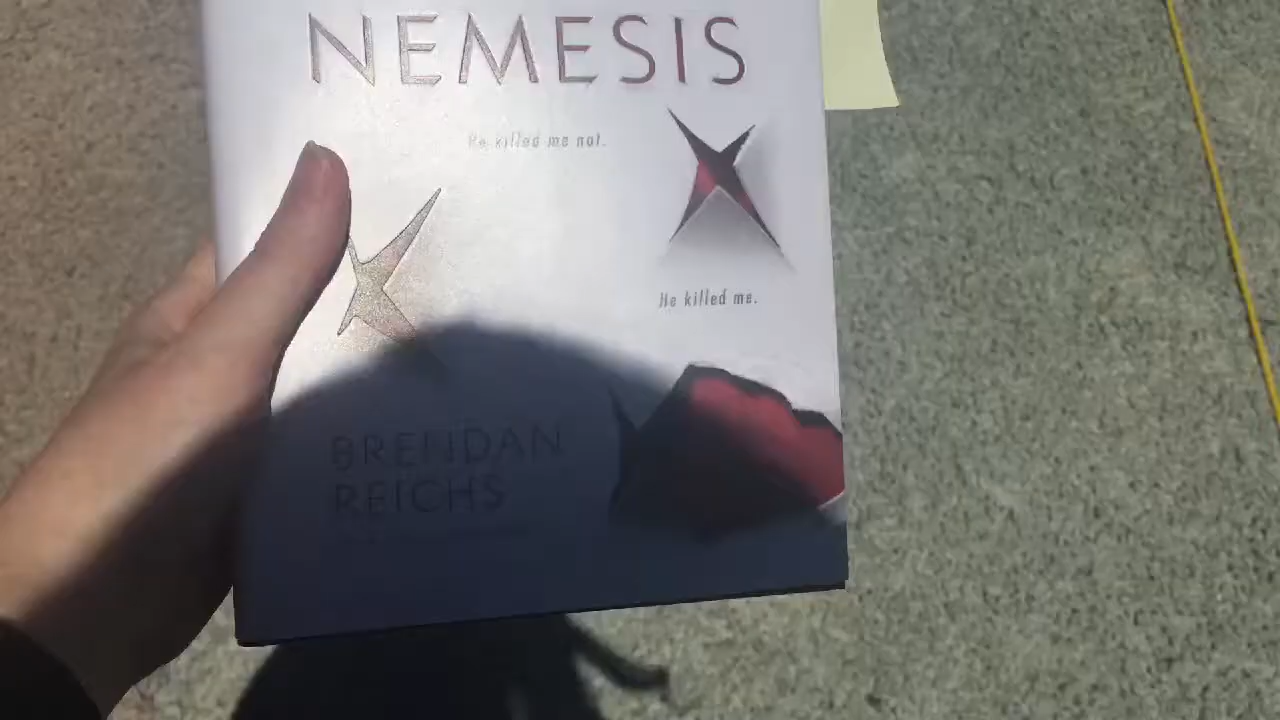 NEMESIS
He killed me not.
He killed me.
BRENDAN
REICHS